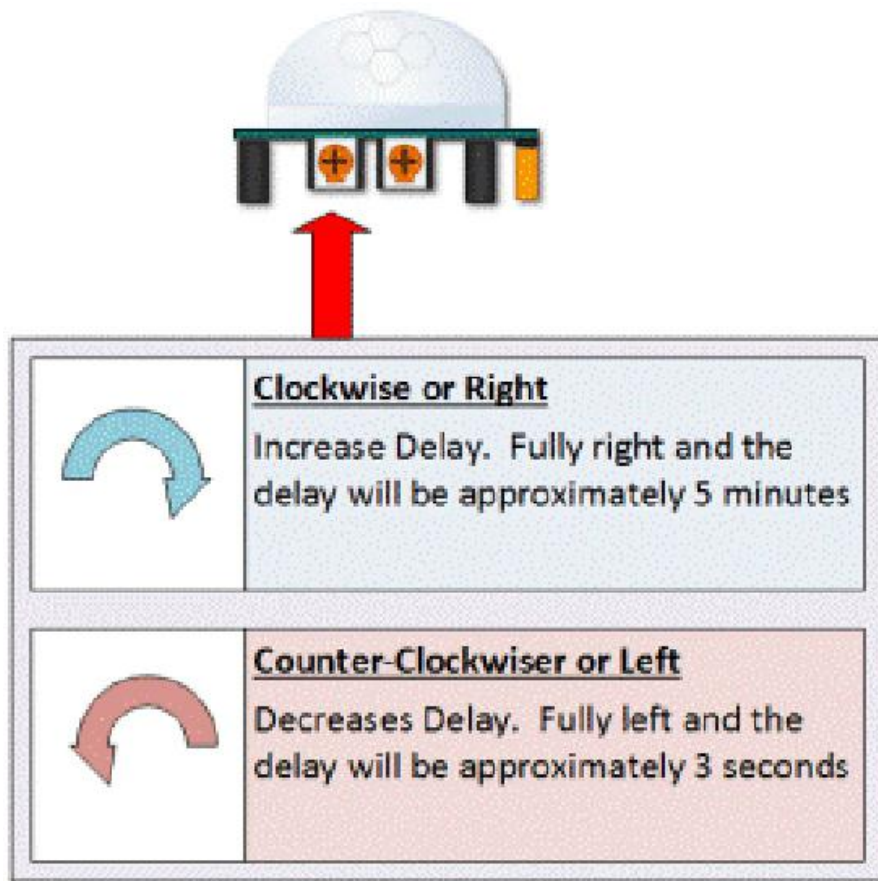 Clockwise or Right
Increase Delay.  Fully right and the
delay will be approximately 5 minutes
Counter-Clockwiser or Left
Decreases Delay.  Fully left and the
delay will be approximately 3 seconds